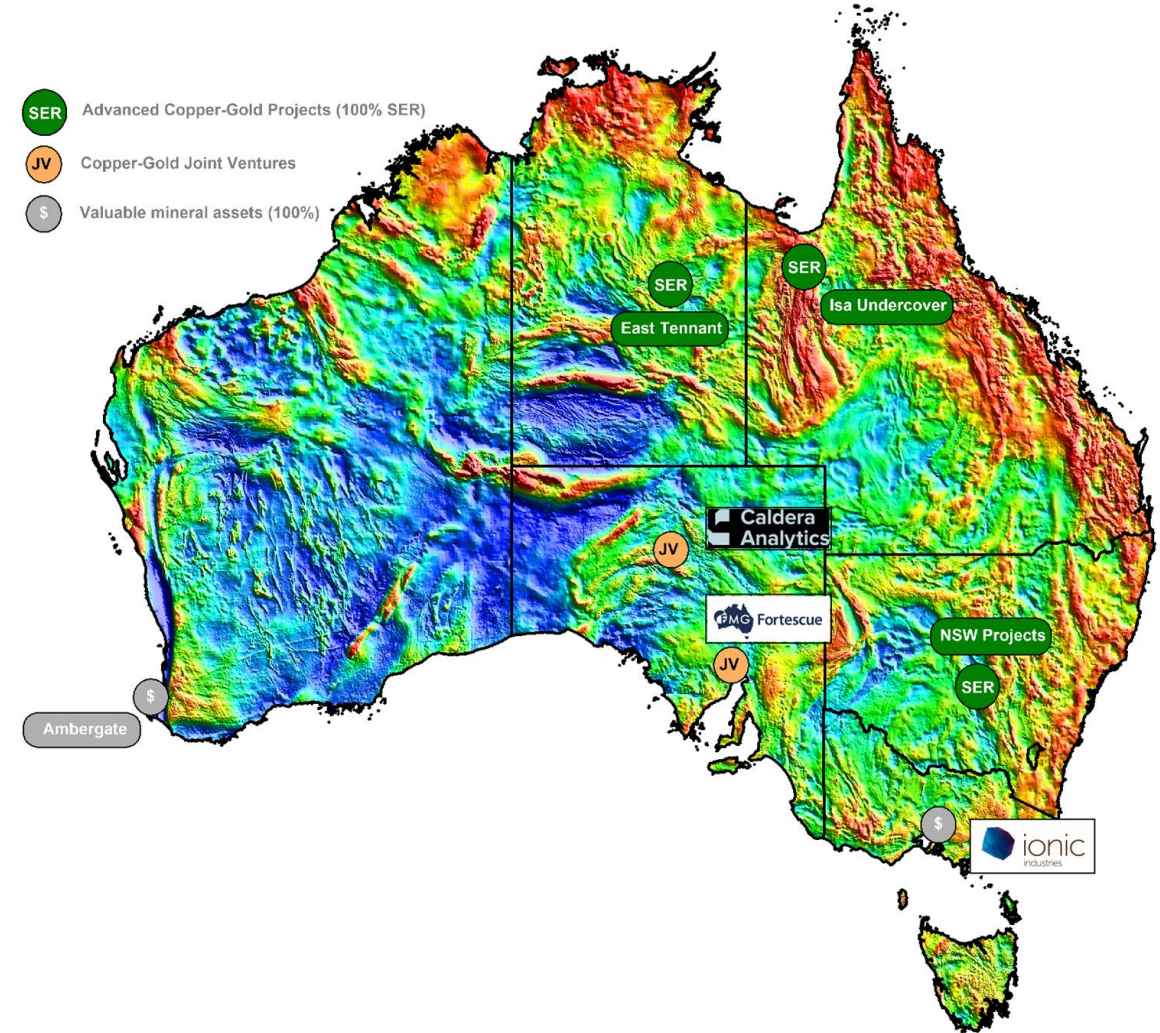 SER Advanced Copper-Gold Projects (100% SER)
JV Copper-Gold Joint Ventures
$ Valuable mineral assets (100%)
SER
Isa Undercover
SER
East Tennant
Caldera
Analytics
JV
FMG Fortescue
JV
NSW Projects
SER
$
Ambergate
$
ionic
industries